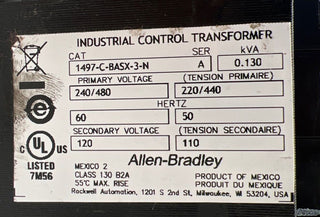 INDUSTRIAL CONTROL TRANSFORMER
CAT SER kVA
1497-C-BASX-3-N A 0.130
PRIMARY VOLTAGE (TENSION PRIMAIRE)
240/480 220/440
HERTZ
60 50
SECONDARY VOLTAGE (TENSION SECONDAIRE)
120 110
c UL US
LISTED
7M56
Allen-Bradley
MEXICO 2
CLASS 130 B2A
55°C MAX. RISE
PRODUCT OF MEXICO
PRODUIT DU MEXIQUE
Rockwell Automation, 1201 S 2nd St., Milwaukee, WI 53204, USA